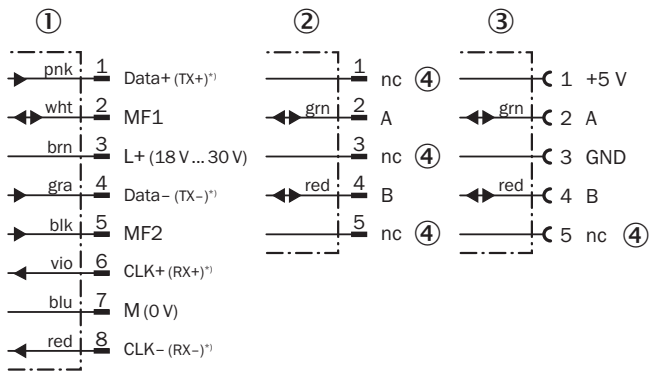 ① ② ③
pnk 1 Data+ (TX+)*)
wht 2 MF1
brn 3 L+ (18 V ... 30 V)
gra 4 Data– (TX–)*)
blk 5 MF2
vio 6 CLK+ (RX+)*)
blu 7 M (0 V)
red 8 CLK– (RX–)*)
1 nc ④
grn 2 A
3 nc ④
red 4 B
5 nc ④
1 +5 V
grn 2 A
3 GND
red 4 B
5 nc ④